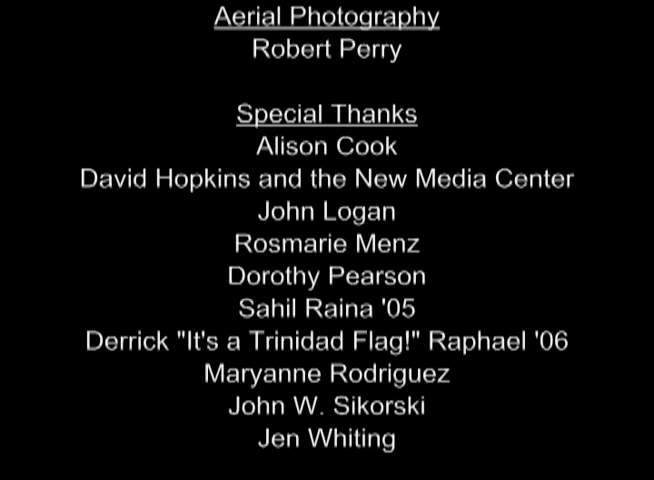 Aerial Photography
Robert Perry
Special Thanks
Alison Cook
David Hopkins and the New Media Center
John Logan
Rosmarie Menz
Dorothy Pearson
Sahil Raina '05
Derrick "It's a Trinidad Flag!" Raphael '06
Maryanne Rodriguez
John W. Sikorski
Jen Whiting